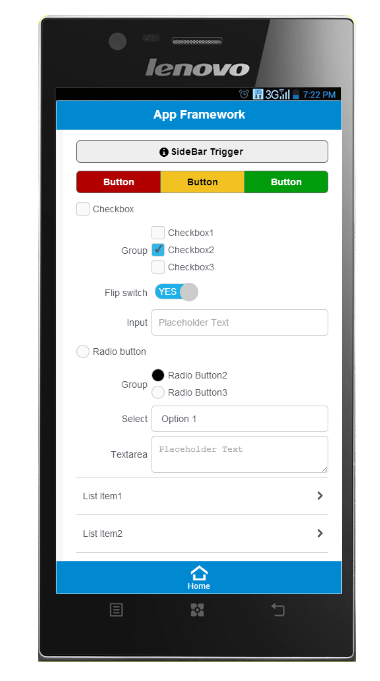 lenovo
3G
7:22 PM
App Framework
SideBar Trigger
Button Button Button
Checkbox
Checkbox1
Group Checkbox2
Checkbox3
Flip switch YES
Input Placeholder Text
Radio button
Radio Button2
Group
Radio Button3
Select Option 1
Textarea Placeholder Text
List Item1
List Item2
Home